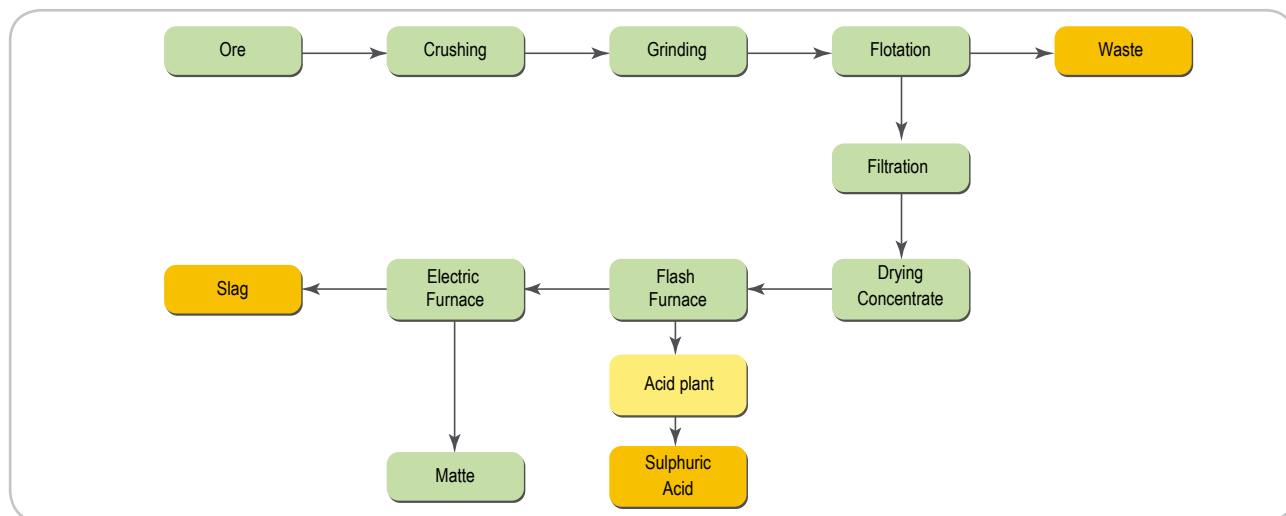 Ore
Crushing
Grinding
Flotation
Waste
Filtration
Slag
Electric
Furnace
Flash
Furnace
Drying
Concentrate
Acid plant
Matte
Sulphuric
Acid